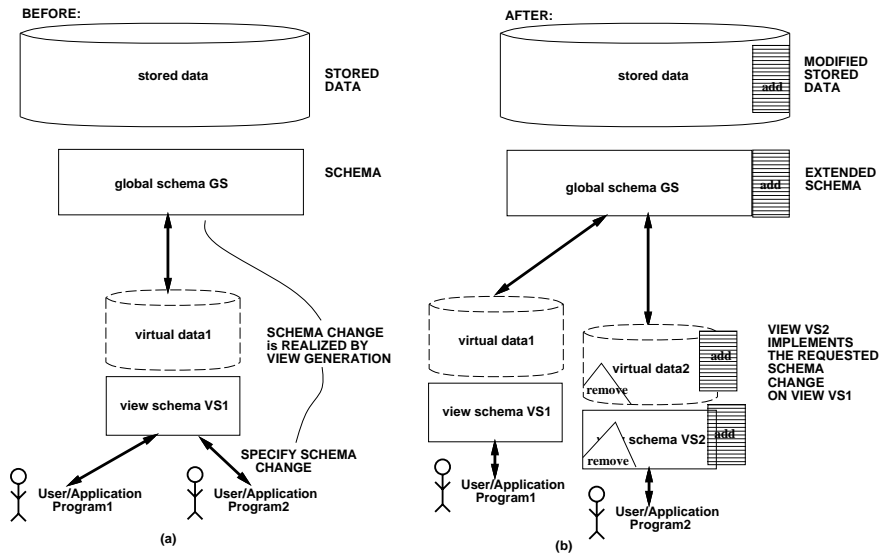 BEFORE:
stored data
STORED
DATA
global schema GS
SCHEMA
virtual data1
SCHEMA CHANGE
is REALIZED BY
VIEW GENERATION
view schema VS1
SPECIFY SCHEMA
CHANGE
User/Application
Program1
User/Application
Program2
(a)
AFTER:
stored data
add
MODIFIED
STORED
DATA
global schema GS
add
EXTENDED
SCHEMA
virtual data1
virtual data2
add
remove
VIEW VS2
IMPLEMENTS
THE REQUESTED
SCHEMA
CHANGE
ON VIEW VS1
view schema VS1
schema VS2
add
remove
User/Application
Program1
User/Application
Program2
(b)